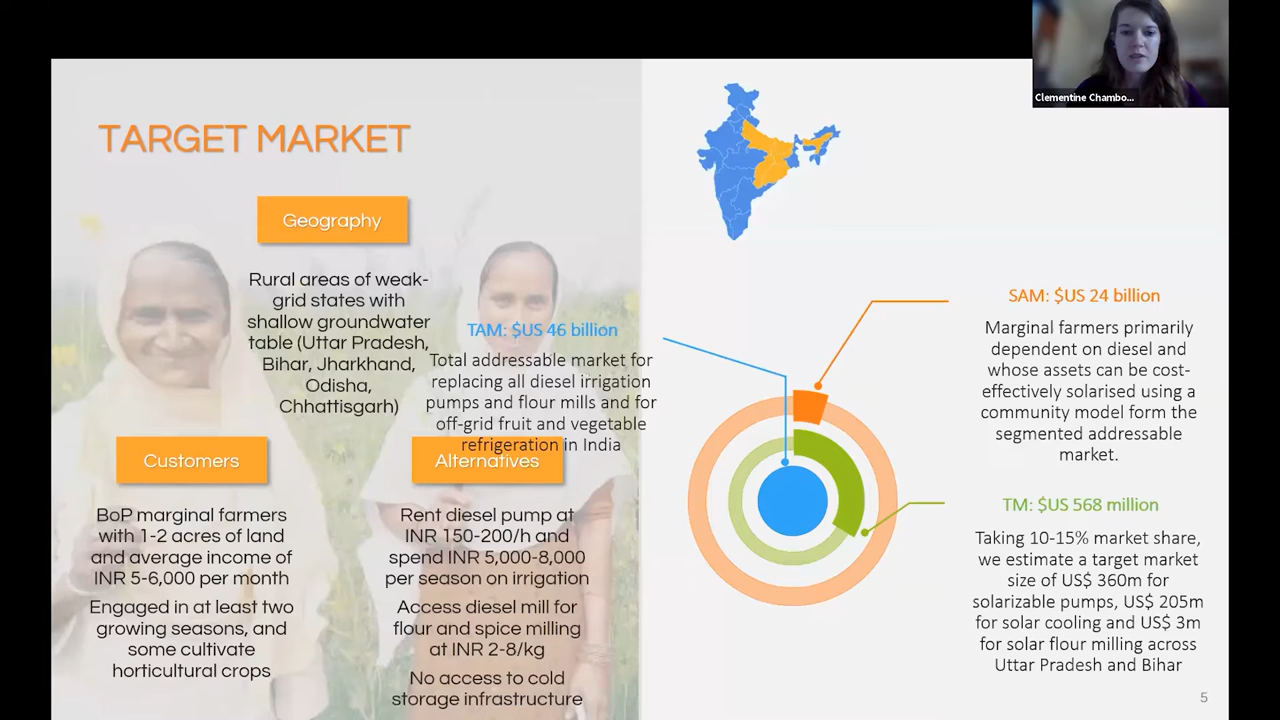 Clementine Chambo...
TARGET MARKET
Geography
Rural areas of weak-
grid states with
shallow groundwater
table (Uttar Pradesh,
Bihar, Jharkhand,
Odisha,
Chhattisgarh)
TAM: $US 46 billion
Total addressable market for
replacing all diesel irrigation
pumps and flour mills and for
off-grid fruit and vegetable
refrigeration in India
Customers
BoP marginal farmers
with 1-2 acres of land
and average income of
INR 5-6,000 per month
Engaged in at least two
growing seasons, and
some cultivate
horticultural crops
Alternatives
Rent diesel pump at
INR 150-200/h and
spend INR 5,000-8,000
per season on irrigation
Access diesel mill for
flour and spice milling
at INR 2-8/kg
No access to cold
storage infrastructure
SAM: $US 24 billion
Marginal farmers primarily
dependent on diesel and
whose assets can be cost-
effectively solarised using a
community model form the
segmented addressable
market.
TM: $US 568 million
Taking 10-15% market share,
we estimate a target market
size of US$ 360m for
solarizable pumps, US$ 205m
for solar cooling and US$ 3m
for solar flour milling across
Uttar Pradesh and Bihar
5